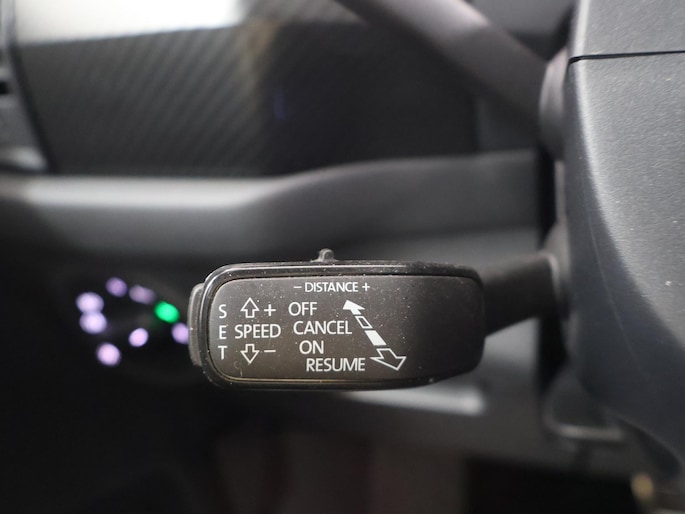 - DISTANCE +
S + OFF
E SPEED CANCEL
T - ON
RESUME